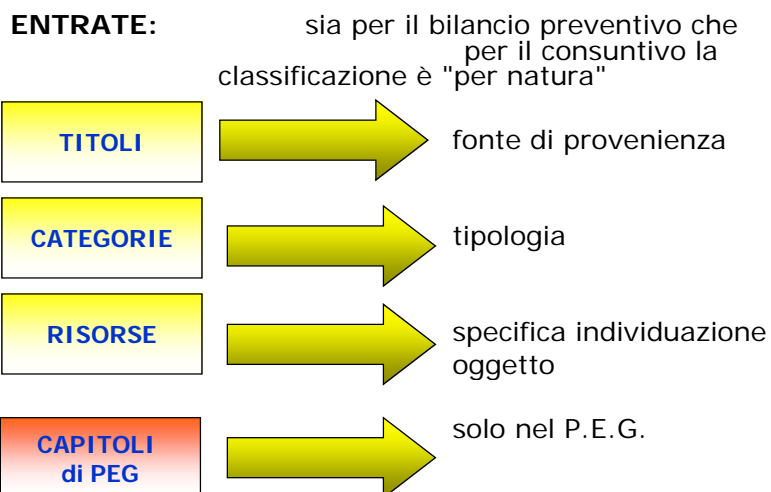 ENTRATE: sia per il bilancio preventivo che
per il consuntivo la
classificazione è "per natura"
TITOLI
fonte di provenienza
CATEGORIE
tipologia
RISORSE
specifica individuazione
oggetto
CAPITOLI
di PEG
solo nel P.E.G.